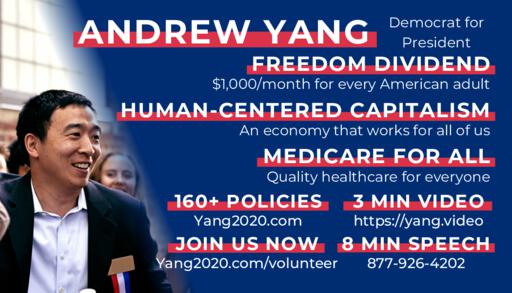 ANDREW YANG
Democrat for
President
FREEDOM DIVIDEND
$1,000/month for every American adult
HUMAN-CENTERED CAPITALISM
An economy that works for all of us
MEDICARE FOR ALL
Quality healthcare for everyone
160+ POLICIES
Yang2020.com
3 MIN VIDEO
https://yang.video
JOIN US NOW
Yang2020.com/volunteer
8 MIN SPEECH
877-926-4202